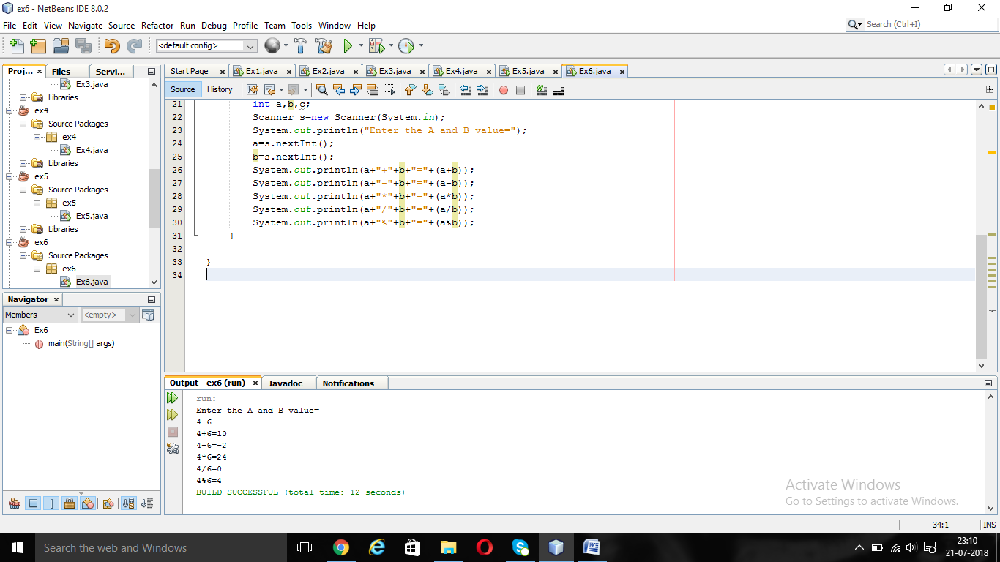 ex6 - NetBeans IDE 8.0.2
File Edit View Navigate Source Refactor Run Debug Profile Team Tools Window Help
Search (Ctrl+I)
<default config>
Proj... Files Servi...
Start Page Ex1.java Ex2.java Ex3.java Ex4.java Ex5.java Ex6.java
Source History
Ex3.java
Libraries
ex4
Source Packages
ex4
Ex4.java
Libraries
ex5
Source Packages
ex5
Ex5.java
Libraries
ex6
Source Packages
ex6
Ex6.java
21 int a,b,c;
22 Scanner s=new Scanner(System.in);
23 System.out.println("Enter the A and B value=");
24 a=s.nextInt();
25 b=s.nextInt();
26 System.out.println(a+"+"+b+"="+(a+b));
27 System.out.println(a+"-"+b+"="+(a-b));
28 System.out.println(a+"*"+b+"="+(a*b));
29 System.out.println(a+"/"+b+"="+(a/b));
30 System.out.println(a+"%"+b+"="+(a%b));
31 }
32
33 }
34
Navigator
Members
<empty>
Ex6
main(String[] args)
Output - ex6 (run) Javadoc Notifications
run:
Enter the A and B value=
4 6
4+6=10
4-6=-2
4*6=24
4/6=0
4%6=4
BUILD SUCCESSFUL (total time: 12 seconds)
Activate Windows
Go to Settings to activate Windows.
34:1 INS
Search the web and Windows
23:10
21-07-2018